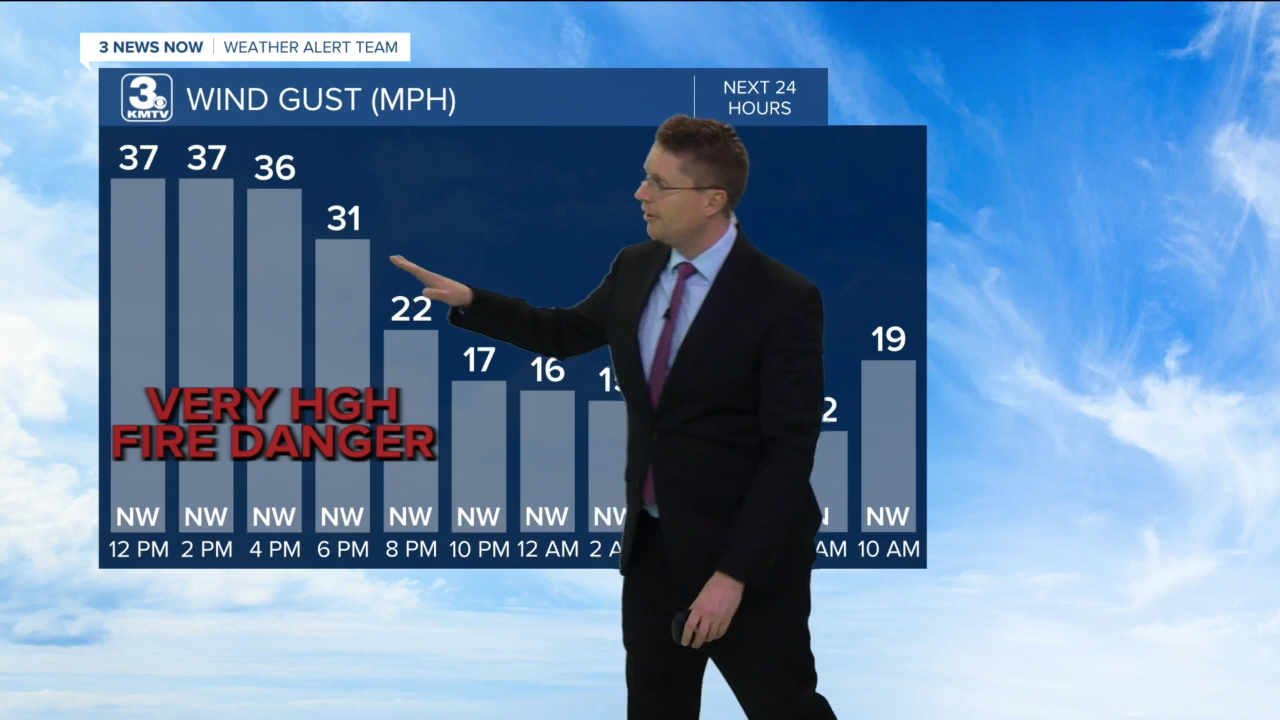 3 NEWS NOW WEATHER ALERT TEAM
3 KMTV WIND GUST (MPH)
NEXT 24
HOURS
37 37 36 31 22 17 16 19
VERY HGH
FIRE DANGER
NW NW NW NW NW NW NW NW
12 PM 2 PM 4 PM 6 PM 8 PM 10 PM 12 AM 2 A AM 10 AM